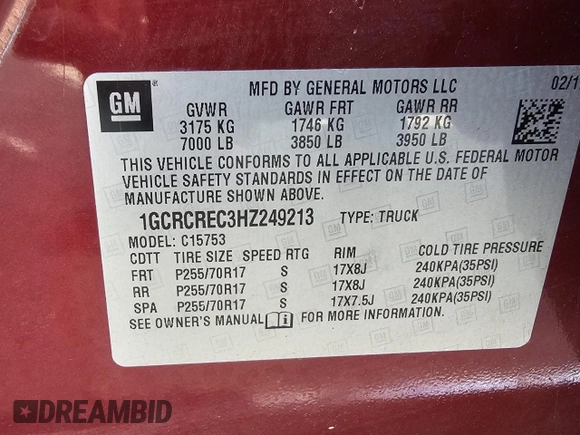 GM
®
MFD BY GENERAL MOTORS LLC 02/1
GVWR GAWR FRT GAWR RR
3175 KG 1746 KG 1792 KG
7000 LB 3850 LB 3950 LB
THIS VEHICLE CONFORMS TO ALL APPLICABLE U.S. FEDERAL MOTOR
VEHICLE SAFETY STANDARDS IN EFFECT ON THE DATE OF
MANUFACTURE SHOWN ABOVE.
1GCRCREC3HZ249213 TYPE: TRUCK
MODEL: C15753
CDTT TIRE SIZE SPEED RTG RIM COLD TIRE PRESSURE
FRT P255/70R17 S 17X8J 240KPA(35PSI)
RR P255/70R17 S 17X8J 240KPA(35PSI)
SPA P255/70R17 S 17X7.5J 240KPA(35PSI)
SEE OWNER'S MANUAL i FOR MORE INFORMATION.
DREAMBID